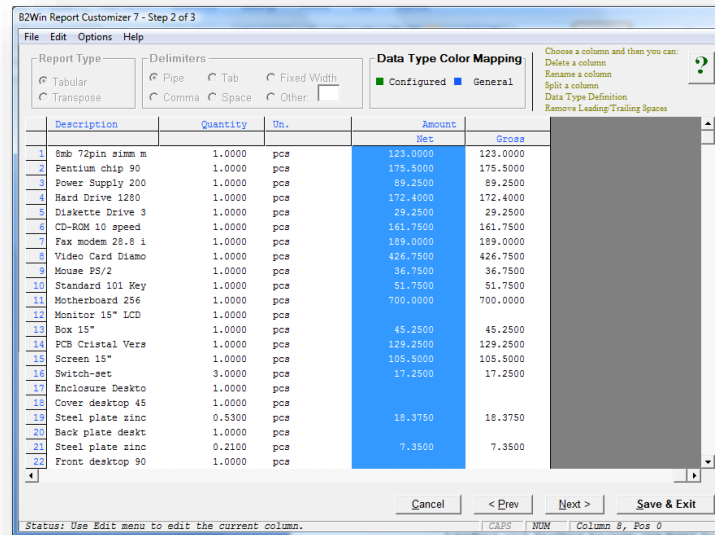 B2Win Report Customizer 7 - Step 2 of 3
File Edit Options Help
Report Type
Tabular
Transpose
Delimiters
Pipe Tab Fixed Width
Comma Space Other:
Data Type Color Mapping
Configured General
Choose a column and then you can:
Delete a column
Rename a column
Split a column
Data Type Definition
Remove Leading/Trailing Spaces
?
Description Quantity Un. Amount
Net Gross
1 8mb 72pin simm m 1.0000 pcs 123.0000 123.0000
2 Pentium chip 90 1.0000 pcs 175.5000 175.5000
3 Power Supply 200 1.0000 pcs 89.2500 89.2500
4 Hard Drive 1280 1.0000 pcs 172.4000 172.4000
5 Diskette Drive 3 1.0000 pcs 29.2500 29.2500
6 CD-ROM 10 speed 1.0000 pcs 161.7500 161.7500
7 Fax modem 28.8 i 1.0000 pcs 189.0000 189.0000
8 Video Card Diamo 1.0000 pcs 426.7500 426.7500
9 Mouse PS/2 1.0000 pcs 36.7500 36.7500
10 Standard 101 Key 1.0000 pcs 51.7500 51.7500
11 Motherboard 256 1.0000 pcs 700.0000 700.0000
12 Monitor 15" LCD 1.0000 pcs
13 Box 15" 1.0000 pcs 45.2500 45.2500
14 PCB Cristal Vers 1.0000 pcs 129.2500 129.2500
15 Screen 15" 1.0000 pcs 105.5000 105.5000
16 Switch-set 3.0000 pcs 17.2500 17.2500
17 Enclosure Deskto 1.0000 pcs
18 Cover desktop 45 1.0000 pcs
19 Steel plate zinc 0.5300 pcs 18.3750 18.3750
20 Back plate deskt 1.0000 pcs
21 Steel plate zinc 0.2100 pcs 7.3500 7.3500
22 Front desktop 90 1.0000 pcs
Cancel < Prev Next > Save & Exit
Status: Use Edit menu to edit the current column. CAPS NUM Column 8, Pos 0